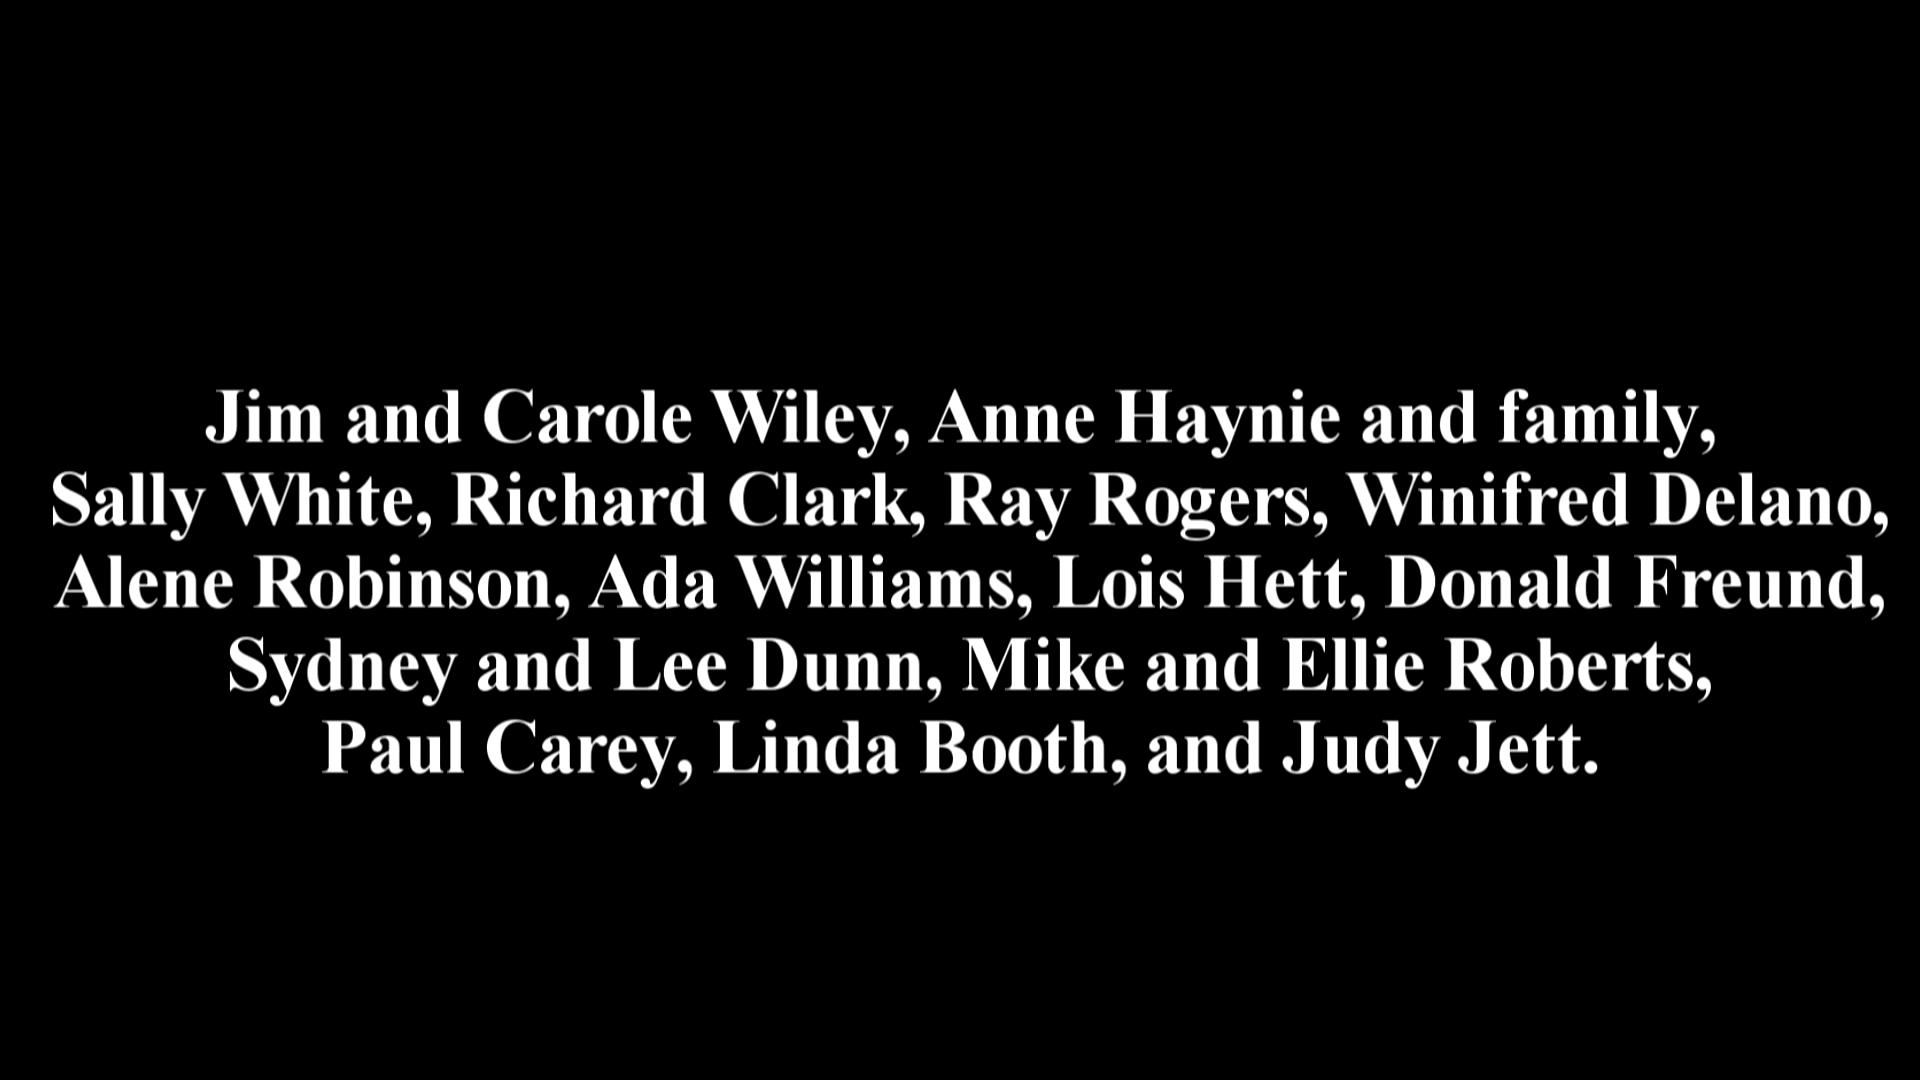 Jim and Carole Wiley, Anne Haynie and family,
Sally White, Richard Clark, Ray Rogers, Winifred Delano,
Alene Robinson, Ada Williams, Lois Hett, Donald Freund,
Sydney and Lee Dunn, Mike and Ellie Roberts,
Paul Carey, Linda Booth, and Judy Jett.